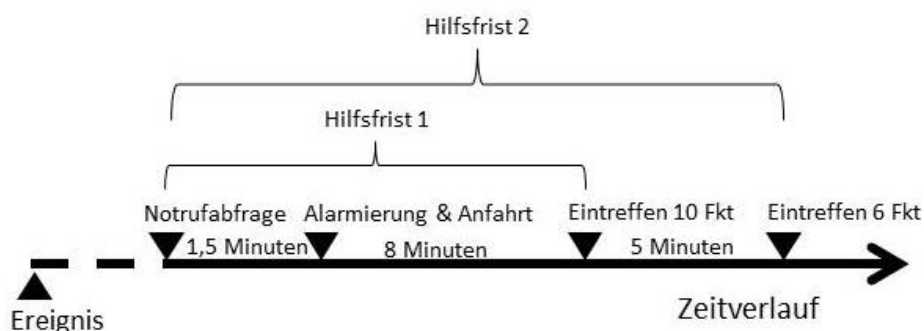 Hilfsfrist 2
Hilfsfrist 1
Notrufabfrage Alarmierung & Anfahrt Eintreffen 10 Fkt Eintreffen 6 Fkt
1,5 Minuten 8 Minuten 5 Minuten
Zeitverlauf
Ereignis